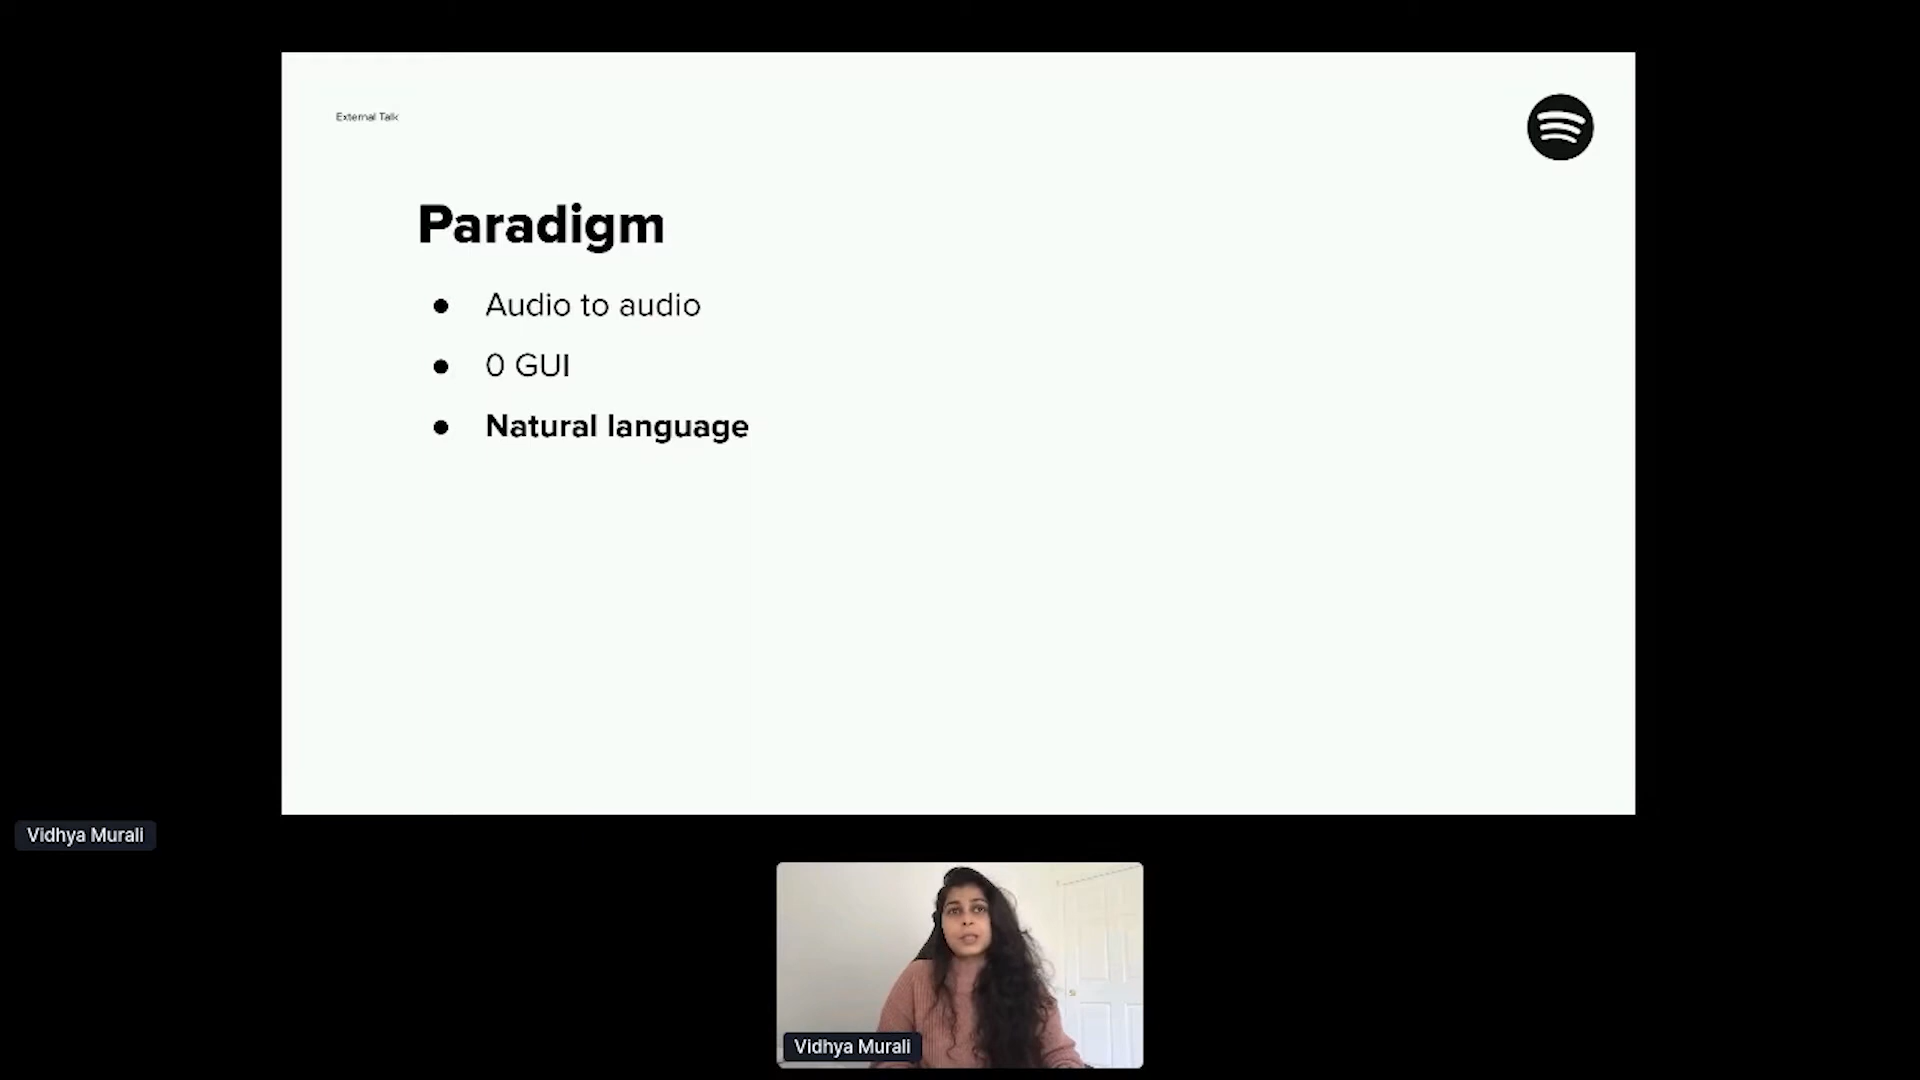 External Talk
Paradigm
Audio to audio
0 GUI
Natural language
Vidhya Murali
Vidhya Murali